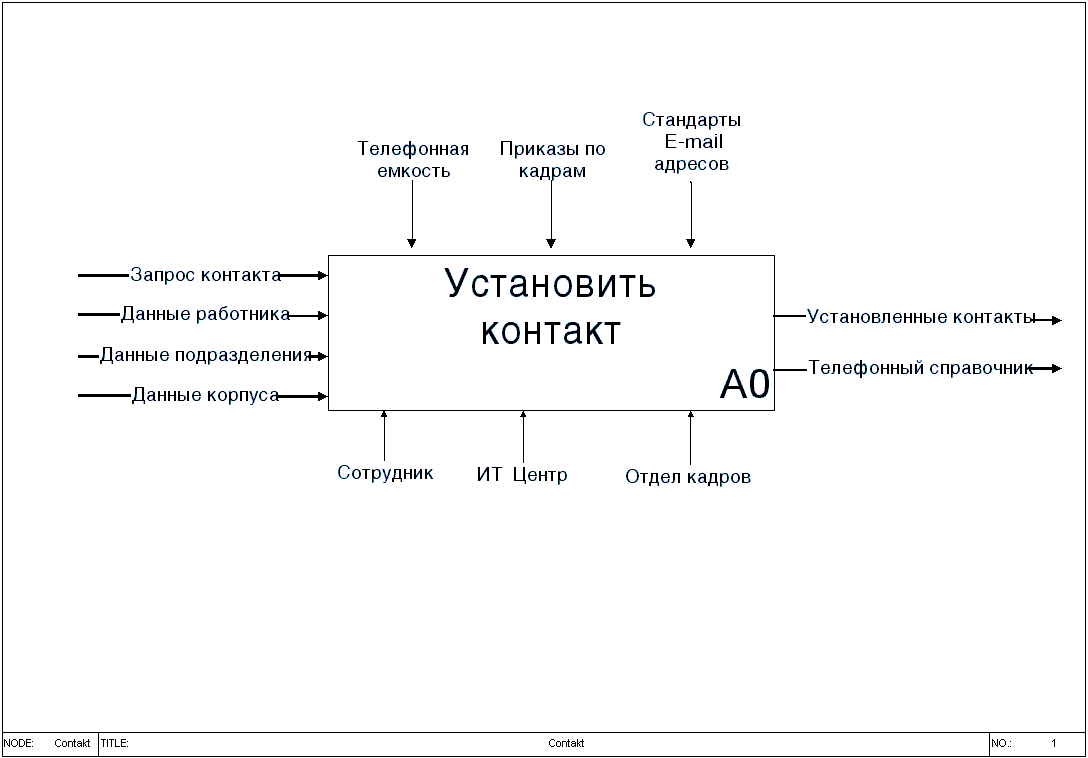 Стандарты
E-mail
адресов
Телефонная
емкость
Приказы по
кадрам
Запрос контакта
Данные работника
Данные подразделения
Данные корпуса
Установить
контакт
A0
Установленные контакты
Телефонный справочник
Сотрудник
ИТ Центр
Отдел кадров
NODE: Contakt
TITLE: Contakt
NO.: 1